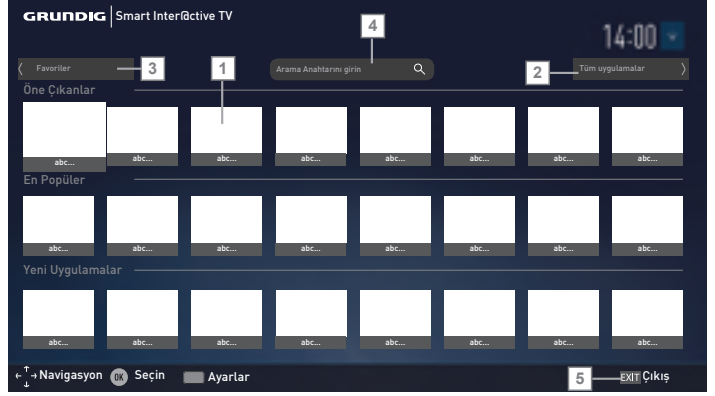 GRUNDIG Smart Inter@ctive TV
4
14:00
Favoriler
3
1
Arama Anahtarını girin
2
Tüm uygulamalar
Öne Çıkanlar
abc... abc... abc... abc... abc... abc... abc... abc...
En Popüler
abc... abc... abc... abc... abc... abc... abc... abc...
Yeni Uygulamalar
abc... abc... abc... abc... abc... abc... abc... abc...
Navigasyon OK Seçin Ayarlar 5 EXIT Çıkış